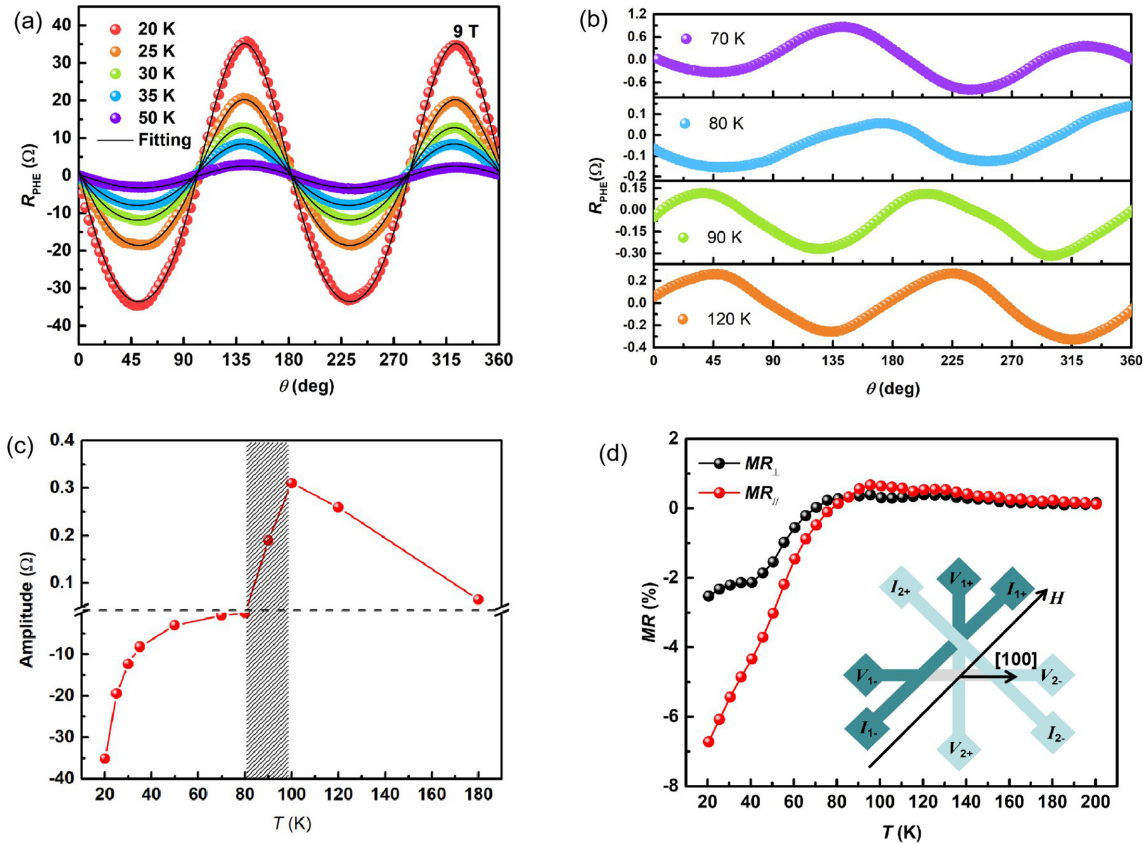 (a)
9 T
20 K
25 K
30 K
35 K
50 K
Fitting
40
30
20
10
0
-10
-20
-30
-40
R_PHE (Ω)
0 45 90 135 180 225 270 315 360
θ (deg)
(b)
1.2
0.6
0.0
-0.6
70 K
0.1
0.0
-0.1
-0.2
80 K
0.15
0.00
-0.30
90 K
0.4
0.2
0.0
-0.2
-0.4
120 K
R_PHE(Ω)
0 45 90 135 180 225 270 315 360
θ (deg)
(c)
0.4
0.3
0.2
0.1
-10
-20
-30
-40
Amplitude (Ω)
20 40 60 80 100 120 140 160 180
T (K)
(d)
2
0
-2
-4
-6
-8
MR (%)
MR⊥
MR//
V1+
I2+
I1+
H
[100]
V1-
V2-
I1-
I2-
V2+
20 40 60 80 100 120 140 160 180 200
T (K)